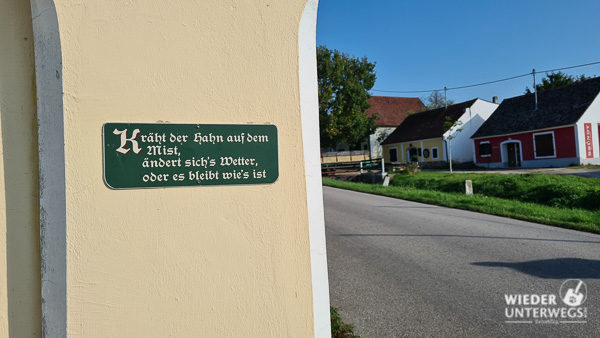 Kräht der Hahn auf dem
Mist,
ändert sich's Wetter,
oder es bleibt wie's ist
WIEDER
UNTERWEGS!